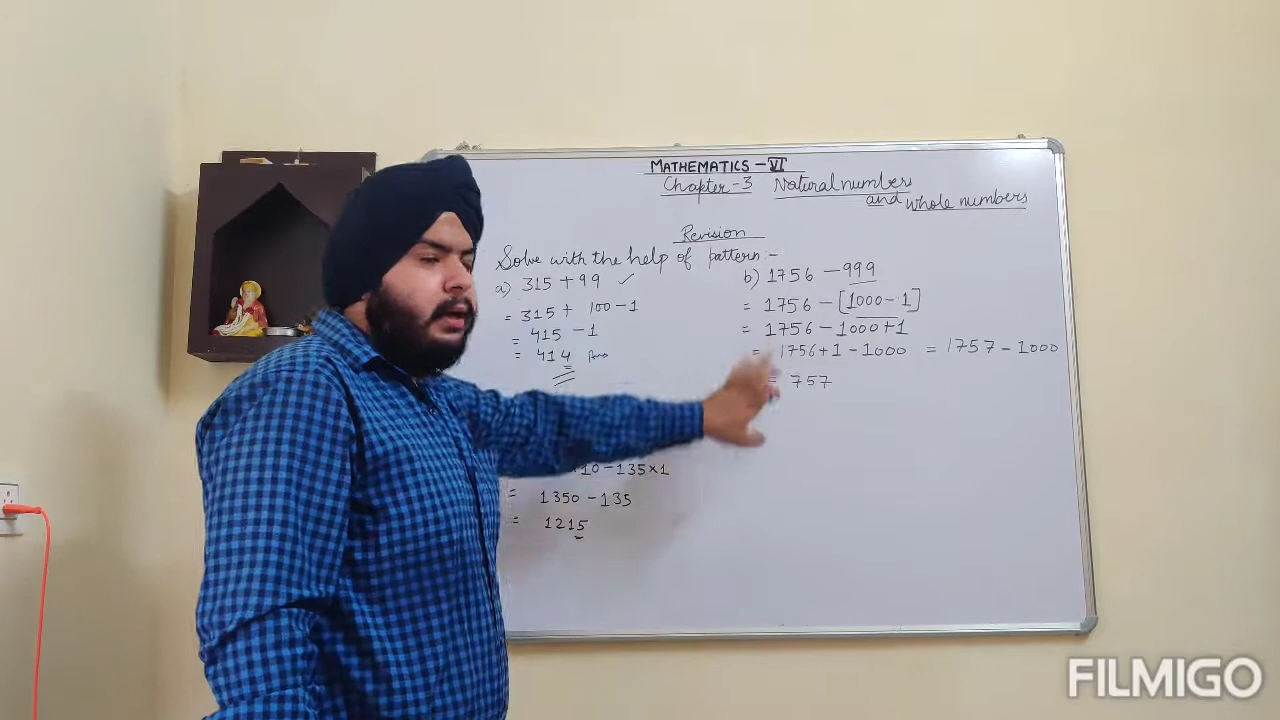 MATHEMATICS - VI
Chapter-3 Natural numbers
and whole numbers
Revision
Solve with the help of pattern -
a) 315 + 99 ✓
= 315 + 100 - 1
= 415 - 1
= 414 Ans
10 - 135 × 1
= 1350 - 135
= 1215
b) 1756 - 999
= 1756 - [1000 - 1]
= 1756 - 1000 + 1
= 1756 + 1 - 1000 = 1757 - 1000
= 757
FILMIGO